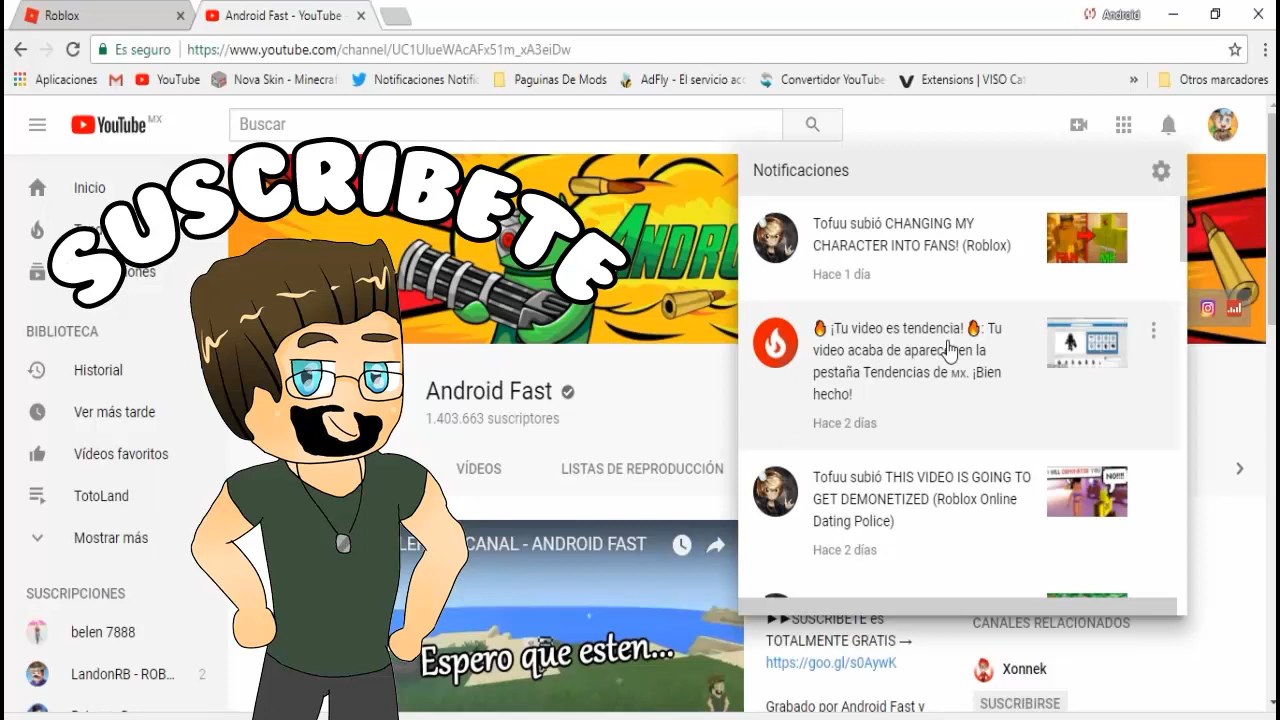 Roblox
Android Fast - YouTube
Android
Es seguro
https://www.youtube.com/channel/UC1UlueWAcAFx51m_xA3eiDw
Aplicaciones
YouTube
Nova Skin - Minecraf
Notificaciones Notifi
Paguinas De Mods
AdFly - El servicio ac
Convertidor YouTube
Extensions | VISO Cat
»
Otros marcadores
YouTube MX
Buscar
SUSCRIBETE
Inicio
BIBLIOTECA
Historial
Ver más tarde
Vídeos favoritos
TotoLand
Mostrar más
SUSCRIPCIONES
belen 7888
LandonRB - ROB...
2
ANDRO
Android Fast
1.403.663 suscriptores
VÍDEOS
LISTAS DE REPRODUCCIÓN
CANAL - ANDROID FAST
Espero que esten...
Notificaciones
Tofuu subió CHANGING MY
CHARACTER INTO FANS! (Roblox)
Hace 1 día
🔥 ¡Tu video es tendencia! 🔥: Tu
video acaba de aparecer en la
pestaña Tendencias de MX. ¡Bien
hecho!
Hace 2 días
Tofuu subió THIS VIDEO IS GOING TO
GET DEMONETIZED (Roblox Online
Dating Police)
Hace 2 días
►►SUSCRIBETE es
TOTALMENTE GRATIS →
https://goo.gl/s0AywK
Grabado por Android Fast y
CANALES RELACIONADOS
Xonnek
SUSCRIBIRSE